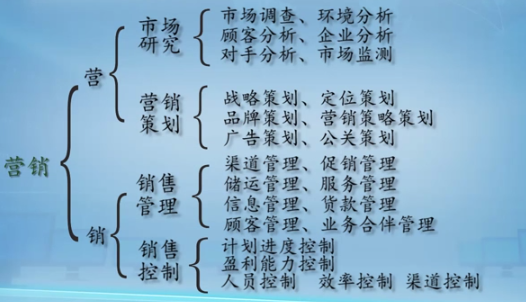 营销
营
市场
研究
市场调查、环境分析
顾客分析、企业分析
对手分析、市场监测
营销
策划
战略策划、定位策划
品牌策划、营销策略策划
广告策划、公关策划
销
销售
管理
渠道管理、促销管理
储运管理、服务管理
信息管理、货款管理
顾客管理、业务合伴管理
销售
控制
计划进度控制
盈利能力控制
人员控制 效率控制 渠道控制